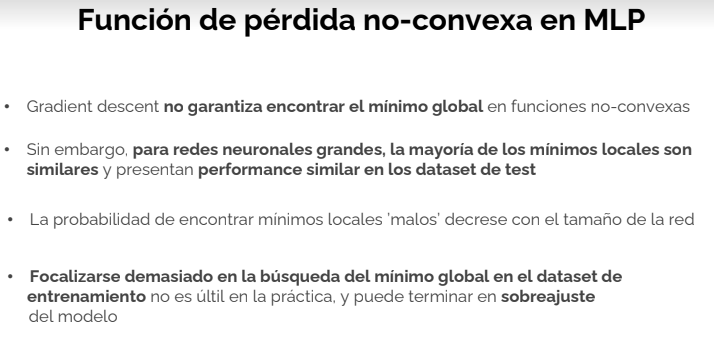 Función de pérdida no-convexa en MLP
• Gradient descent no garantiza encontrar el mínimo global en funciones no-convexas
• Sin embargo, para redes neuronales grandes, la mayoría de los mínimos locales son
similares y presentan performance similar en los dataset de test
• La probabilidad de encontrar mínimos locales 'malos' decrese con el tamaño de la red
• Focalizarse demasiado en la búsqueda del mínimo global en el dataset de
entrenamiento no es últil en la práctica, y puede terminar en sobreajuste
del modelo